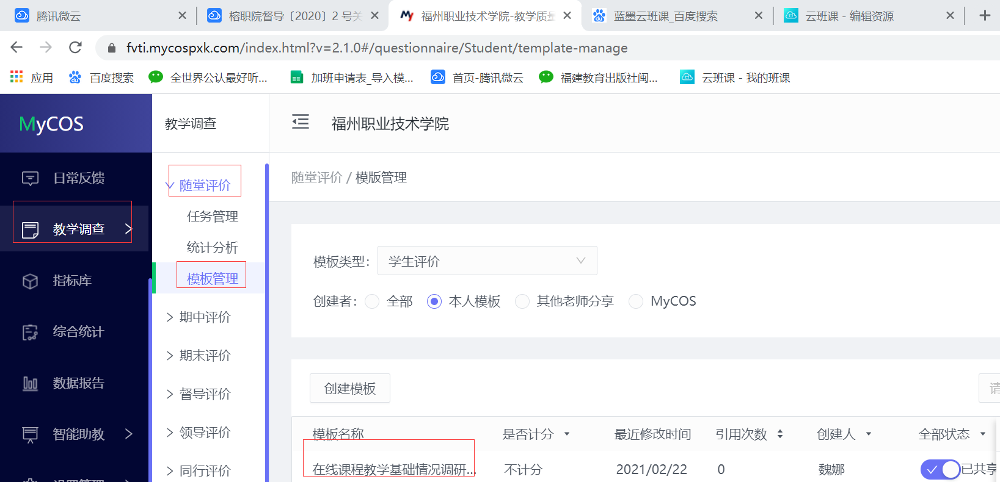 腾讯微云
榕职院督导〔2020〕2 号关
福州职业技术学院-教学质量
蓝墨云班课_百度搜索
云班课 - 编辑资源
fvti.mycospxk.com/index.html?v=2.1.0#/questionnaire/Student/template-manage
应用
百度搜索
全世界公认最好听...
加班申请表_导入模...
首页-腾讯微云
福建教育出版社闽...
云班课 - 我的班课
MyCOS
教学调查
福州职业技术学院
日常反馈
教学调查
指标库
综合统计
数据报告
智能助教
随堂评价
任务管理
统计分析
模板管理
期中评价
期末评价
督导评价
领导评价
同行评价
随堂评价 / 模版管理
模板类型: 学生评价
创建者: 全部 本人模板 其他老师分享 MyCOS
创建模板
请
模板名称 是否计分 最近修改时间 引用次数 创建人 全部状态
在线课程教学基础情况调研... 不计分 2021/02/22 0 魏娜 已共享